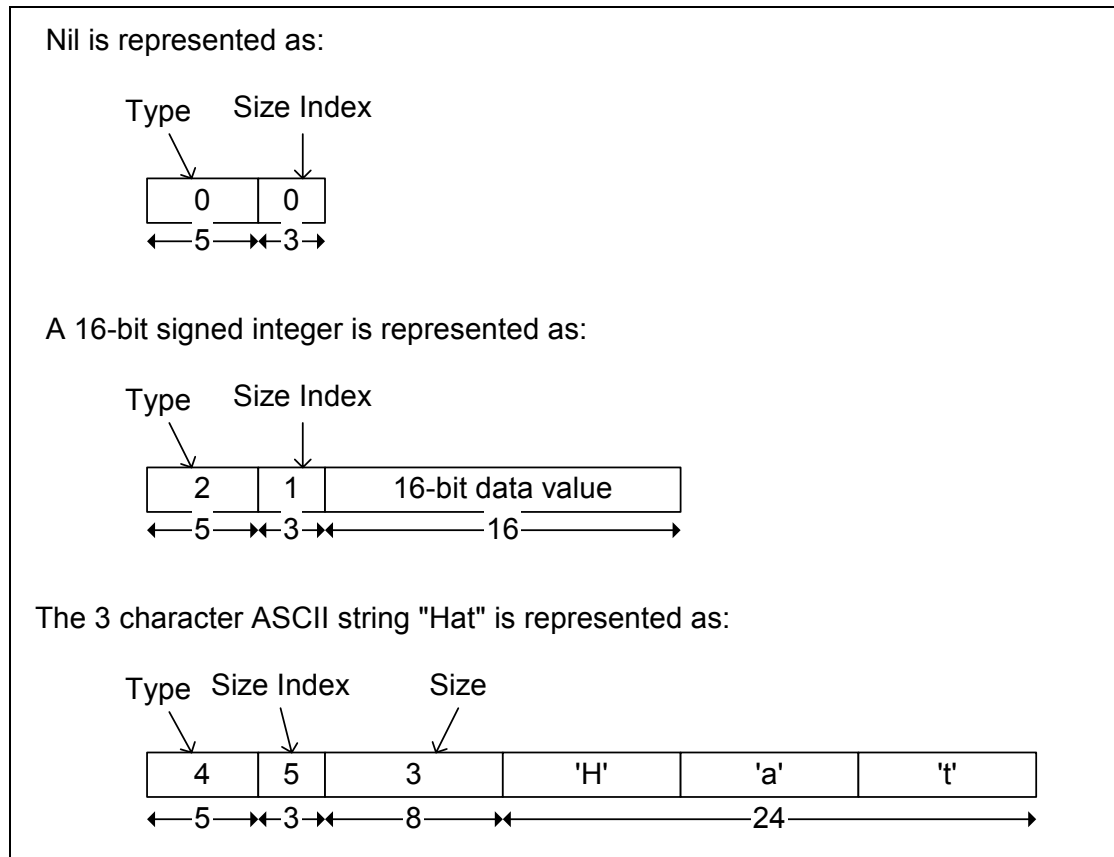 Nil is represented as:
Type Size Index
0 0
5 3
A 16-bit signed integer is represented as:
Type Size Index
2 1 16-bit data value
5 3 16
The 3 character ASCII string "Hat" is represented as:
Type Size Index Size
4 5 3 'H' 'a' 't'
5 3 8 24